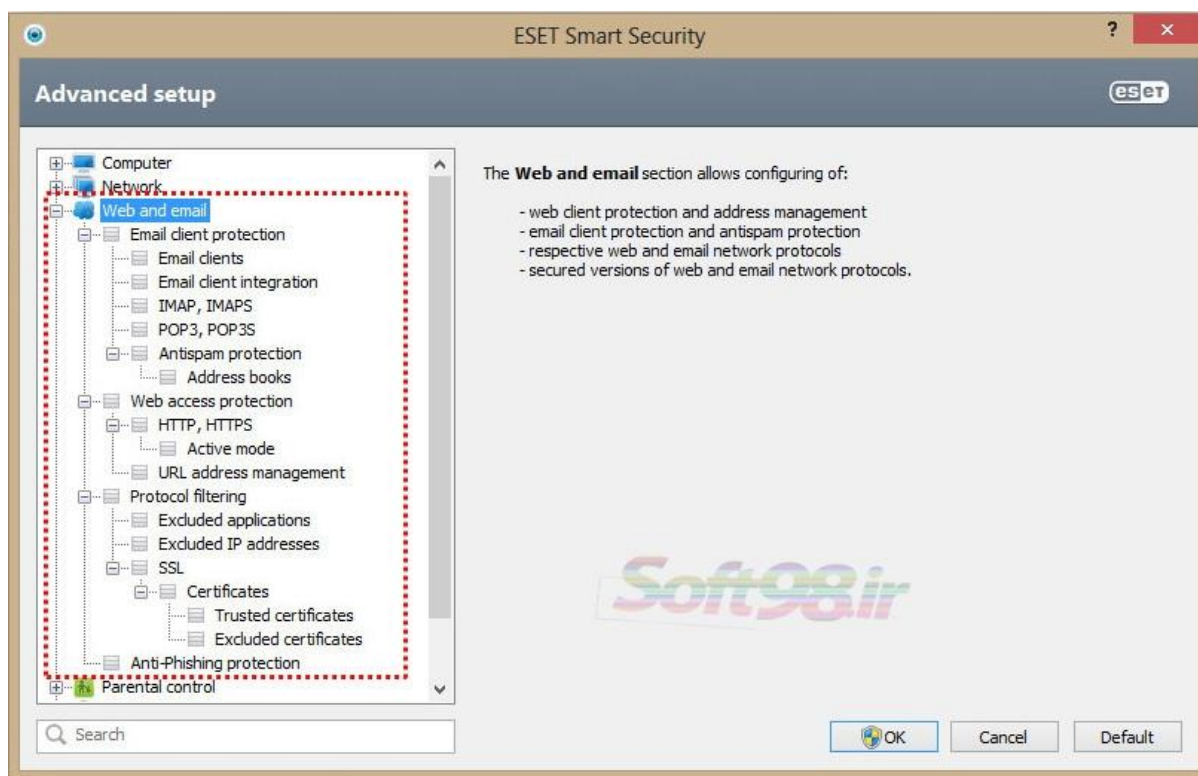 ESET Smart Security
?
Advanced setup
eset
Computer
Network
Web and email
Email client protection
Email clients
Email client integration
IMAP, IMAPS
POP3, POP3S
Antispam protection
Address books
Web access protection
HTTP, HTTPS
Active mode
URL address management
Protocol filtering
Excluded applications
Excluded IP addresses
SSL
Certificates
Trusted certificates
Excluded certificates
Anti-Phishing protection
Parental control
Search
The Web and email section allows configuring of:
- web client protection and address management
- email client protection and antispam protection
- respective web and email network protocols
- secured versions of web and email network protocols.
Soft98.ir
OK
Cancel
Default